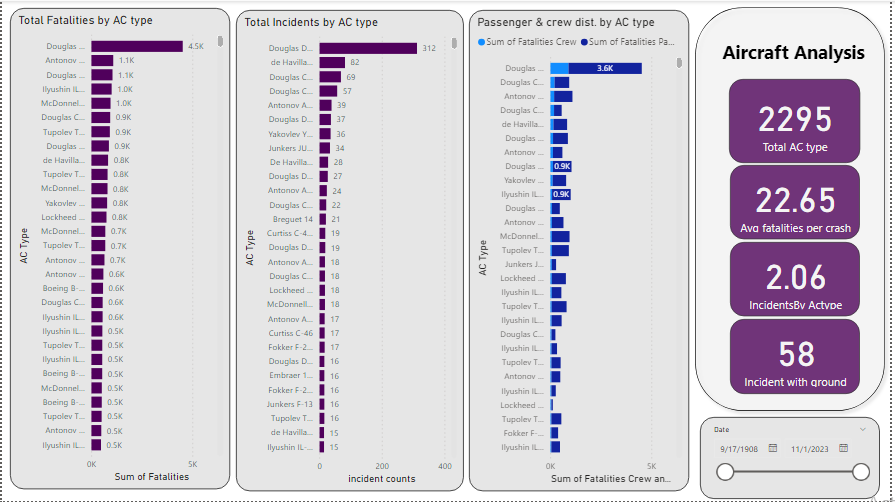 Total Fatalities by AC type
Douglas ... 4.5K
Antonov ... 1.1K
Douglas ... 1.1K
Ilyushin IL... 1.0K
McDonnel... 1.0K
Douglas C... 0.9K
Tupolev T... 0.9K
Douglas ... 0.9K
de Havilla... 0.8K
Tupolev T... 0.8K
McDonnel... 0.8K
Yakovlev ... 0.8K
Lockheed ... 0.8K
McDonnel... 0.7K
Tupolev T... 0.7K
Antonov ... 0.7K
Antonov ... 0.6K
Boeing B-... 0.6K
Douglas C... 0.6K
Ilyushin IL... 0.6K
Ilyushin IL... 0.5K
Tupolev T... 0.5K
Ilyushin IL... 0.5K
Boeing B-... 0.5K
McDonnel... 0.5K
Boeing B-... 0.5K
Tupolev T... 0.5K
Antonov ... 0.5K
Ilyushin IL... 0.5K
AC Type
0K 5K
Sum of Fatalities
Total Incidents by AC type
Douglas D... 312
de Havilla... 82
Douglas C... 69
Douglas C... 57
Antonov A... 39
Douglas D... 37
Yakovlev Y... 36
Junkers JU... 34
De Havilla... 28
Douglas D... 27
Antonov A... 24
Douglas C... 22
Breguet 14 21
Curtiss C-4... 19
Douglas D... 19
Antonov A... 18
Douglas C... 18
Lockheed ... 18
McDonnell... 18
Antonov A... 17
Curtiss C-46 17
Fokker F-2... 17
Douglas D... 16
Embraer 1... 16
Fokker F-2... 16
Junkers F-13 16
Tupolev T... 16
de Havilla... 15
Ilyushin IL-... 15
AC Type
0 200 400
incident counts
Passenger & crew dist. by AC type
Sum of Fatalities Crew Sum of Fatalities Pa...
Douglas ... 3.6K
Douglas C...
Antonov ...
Douglas C...
de Havilla...
Douglas ...
Antonov ...
Douglas ... 0.9K
Yakovlev ...
Ilyushin IL... 0.9K
Douglas ...
Antonov ...
McDonnel...
Tupolev T...
Junkers J...
Lockheed ...
Ilyushin IL...
Tupolev T...
Ilyushin IL...
Douglas C...
Ilyushin IL...
Tupolev T...
Antonov ...
Ilyushin IL...
Lockheed ...
Tupolev T...
Fokker F-...
Ilyushin IL...
AC Type
0K 5K
Sum of Fatalities Crew an...
Aircraft Analysis
2295
Total AC type
22.65
Avg fatalities per crash
2.06
IncidentsBy Actype
58
Incident with ground
Date
9/17/1908 11/1/2023